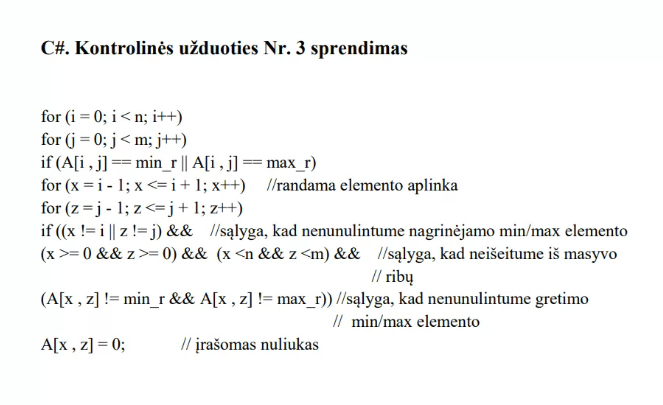 C#. Kontrolinės užduoties Nr. 3 sprendimas
for (i = 0; i < n; i++)
for (j = 0; j < m; j++)
if (A[i , j] == min_r || A[i , j] == max_r)
for (x = i - 1; x <= i + 1; x++) //randama elemento aplinka
for (z = j - 1; z <= j + 1; z++)
if ((x != i || z != j) && //sąlyga, kad nenunulintume nagrinėjamo min/max elemento
(x >= 0 && z >= 0) && (x <n && z <m) && //sąlyga, kad neišeitume iš masyvo
// ribų
(A[x , z] != min_r && A[x , z] != max_r)) //sąlyga, kad nenunulintume gretimo
// min/max elemento
A[x , z] = 0; // įrašomas nuliukas